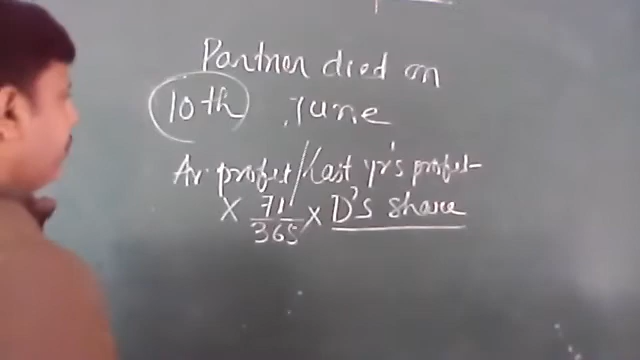 Partner died on
10th June
Av. profit / Last yr's profit
× 71/365 × D's share